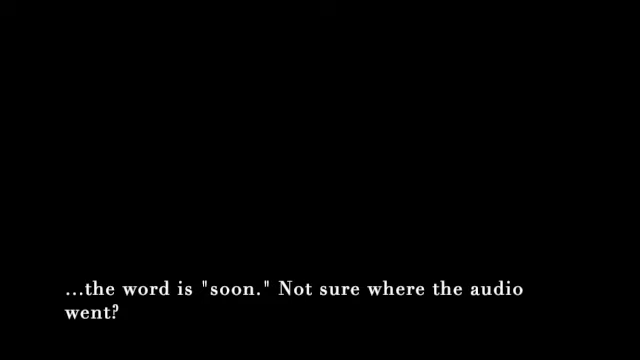 ...the word is "soon." Not sure where the audio
went?